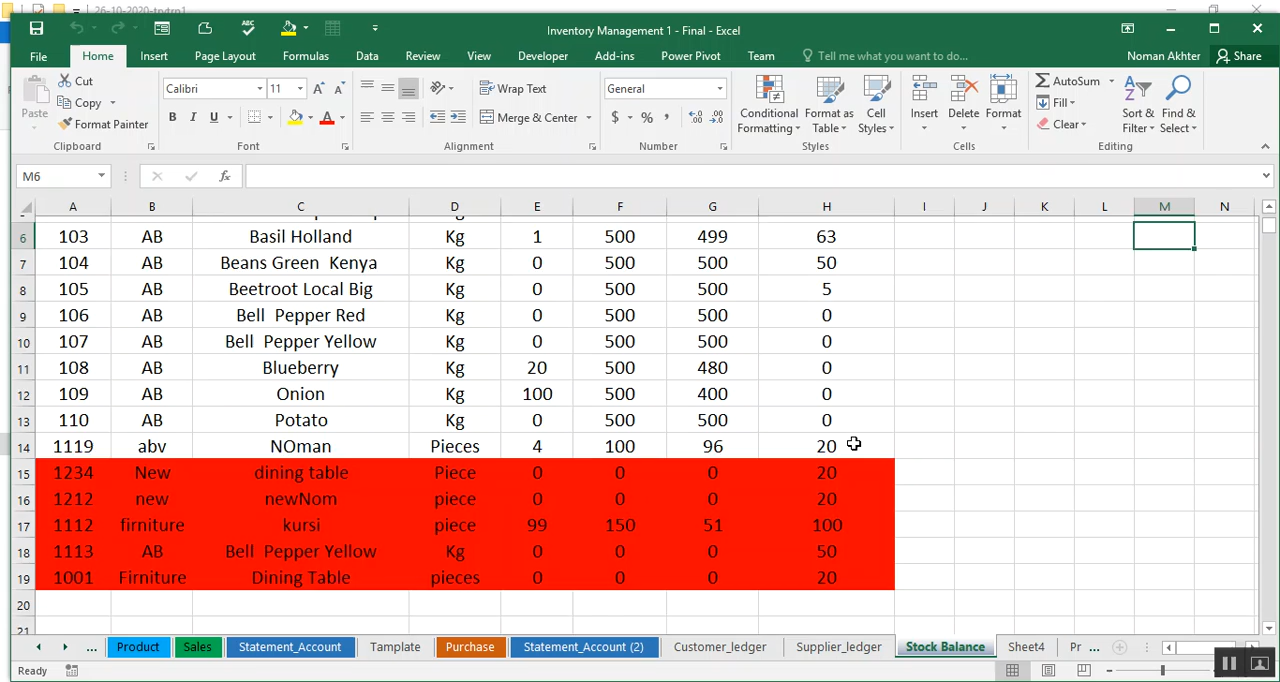 26-10-2020-tputrn1
Inventory Management 1 - Final - Excel
File Home Insert Page Layout Formulas Data Review View Developer Add-ins Power Pivot Team Tell me what you want to do... Noman Akhter Share
Paste Cut Copy Format Painter
Calibri 11
Wrap Text
Merge & Center
General
Conditional Formatting Format as Table Cell Styles
Insert Delete Format
AutoSum Fill Clear
Sort & Filter Find & Select
Clipboard Font Alignment Number Styles Cells Editing
M6 fx
A B C D E F G H I J K L M N
6 103 AB Basil Holland Kg 1 500 499 63
7 104 AB Beans Green Kenya Kg 0 500 500 50
8 105 AB Beetroot Local Big Kg 0 500 500 5
9 106 AB Bell Pepper Red Kg 0 500 500 0
10 107 AB Bell Pepper Yellow Kg 0 500 500 0
11 108 AB Blueberry Kg 20 500 480 0
12 109 AB Onion Kg 100 500 400 0
13 110 AB Potato Kg 0 500 500 0
14 1119 abv NOman Pieces 4 100 96 20
15 1234 New dining table Piece 0 0 0 20
16 1212 new newNom piece 0 0 0 20
17 1112 firniture kursi piece 99 150 51 100
18 1113 AB Bell Pepper Yellow Kg 0 0 0 50
19 1001 Firniture Dining Table pieces 0 0 0 20
20
21
... Product Sales Statement_Account Tamplate Purchase Statement_Account (2) Customer_ledger Supplier_ledger Stock Balance Sheet4 Pr ...
Ready